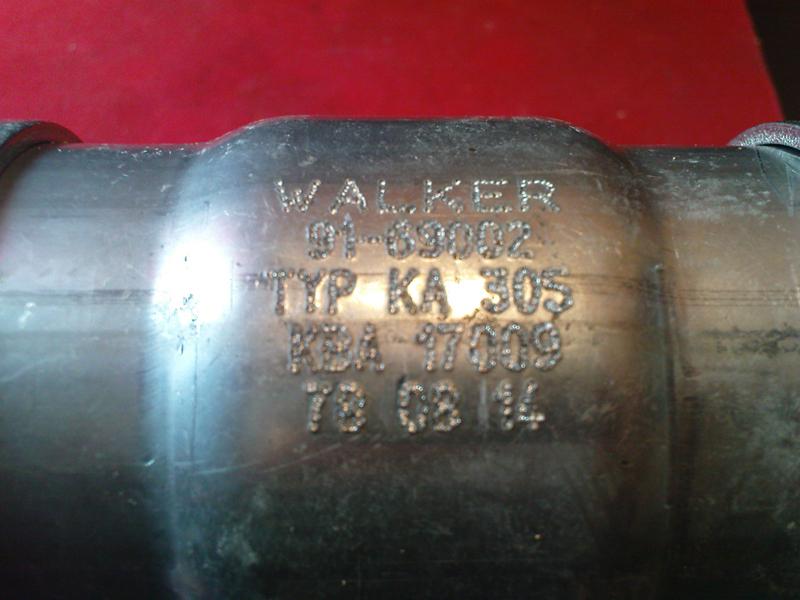 WALKER
91-69002
TYP KA 305
KBA 17009
78 08 14